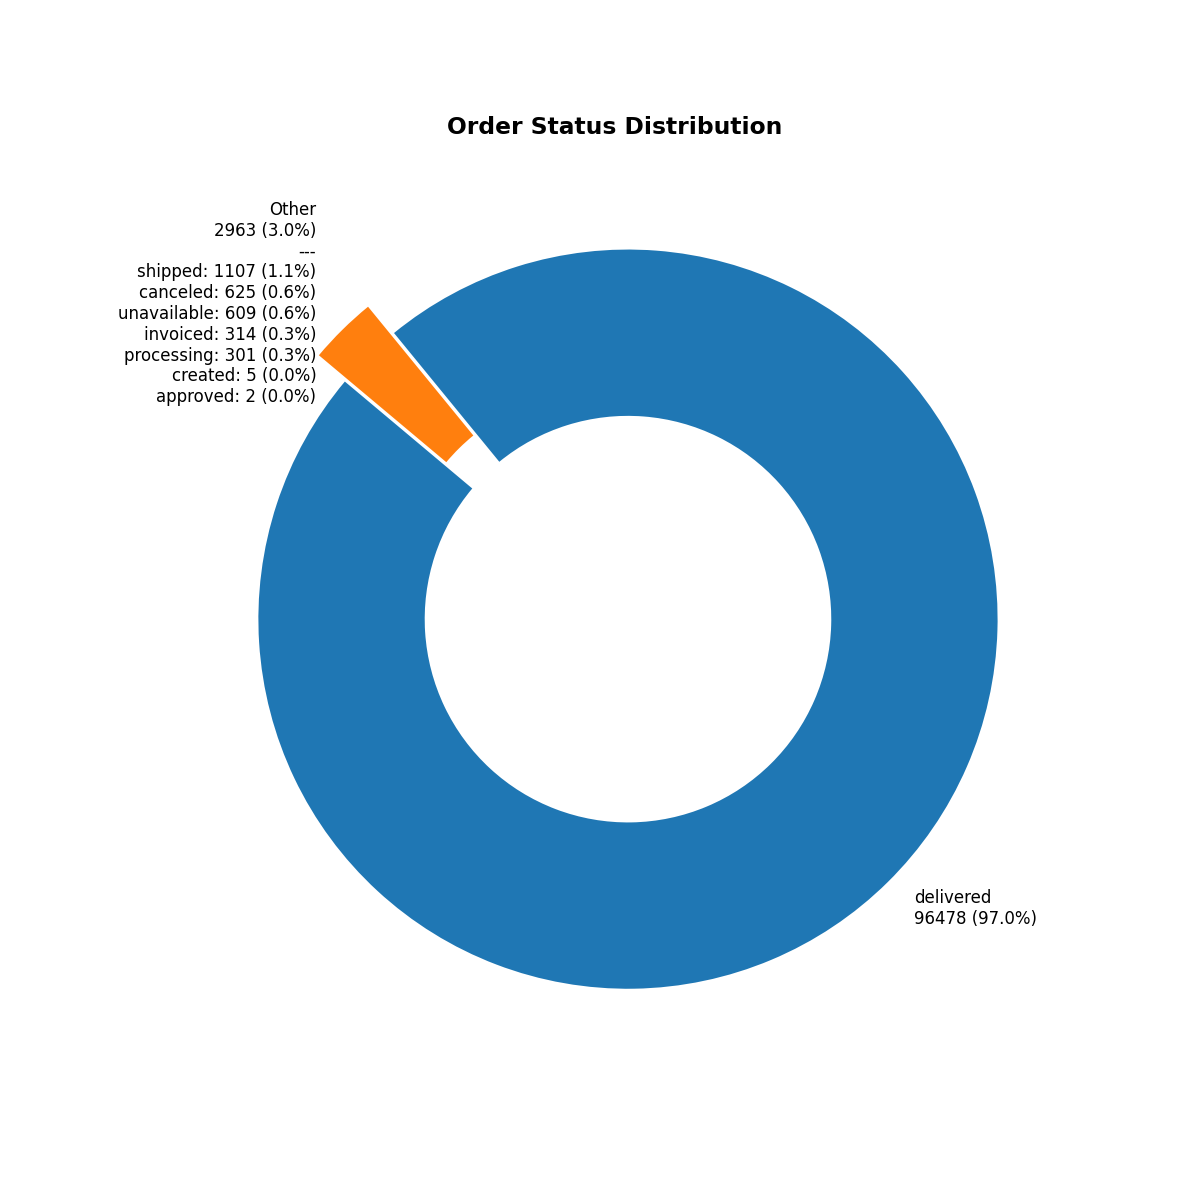 Order Status Distribution
Other
2963 (3.0%)
---
shipped: 1107 (1.1%)
canceled: 625 (0.6%)
unavailable: 609 (0.6%)
invoiced: 314 (0.3%)
processing: 301 (0.3%)
created: 5 (0.0%)
approved: 2 (0.0%)
delivered
96478 (97.0%)